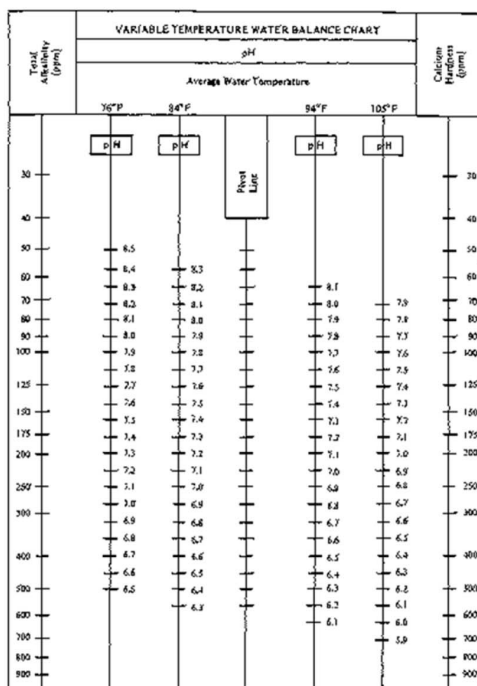 VARIABLE TEMPERATURE WATER BALANCE CHART
Total Alkalinity (ppm)
pH
Calcium Hardness (ppm)
Average Water Temperature
76°F 84°F 94°F 105°F
pH pH Pivot Line pH pH
30 30
40 40
50 8.5 50
8.4 8.3
60 8.3 8.2 8.1 60
70 8.2 8.1 8.0 7.9 70
80 8.1 8.0 7.9 7.8 80
90 8.0 7.9 7.8 7.7 90
100 7.9 7.8 7.7 7.6 100
7.8 7.7 7.6 7.5
125 7.7 7.6 7.5 7.4 125
7.6 7.5 7.4 7.3
150 7.5 7.4 7.3 7.2 150
175 7.4 7.3 7.2 7.1 175
200 7.3 7.2 7.1 7.0 200
7.2 7.1 7.0 6.9
250 7.1 7.0 6.9 6.8 250
7.0 6.9 6.8 6.7
300 6.9 6.8 6.7 6.6 300
6.8 6.7 6.6 6.5
400 6.7 6.6 6.5 6.4 400
6.6 6.5 6.4 6.3
500 6.5 6.4 6.3 6.2 500
6.3 6.2 6.1
600 6.1 6.0 600
700 5.9 700
800 800
900 900